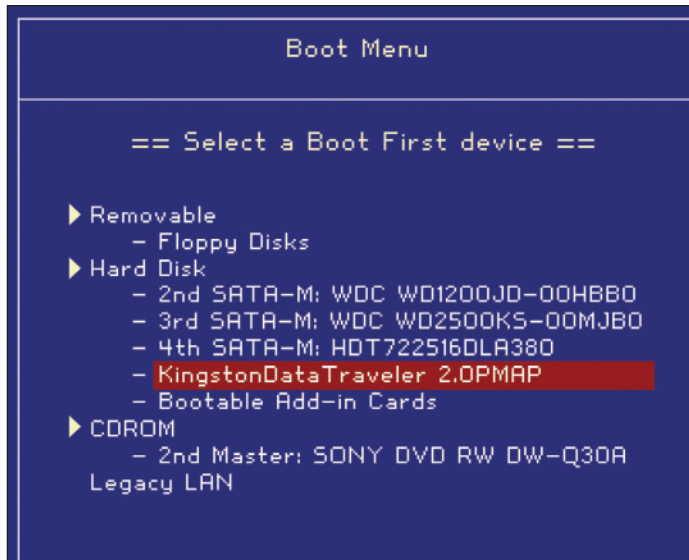 Boot Menu
== Select a Boot First device ==
Removable
- Floppy Disks
Hard Disk
- 2nd SATA-M: WDC WD1200JD-00HBB0
- 3rd SATA-M: WDC WD2500KS-00MJB0
- 4th SATA-M: HDT722516DLA380
- KingstonDataTraveler 2.0PMAP
- Bootable Add-in Cards
CDROM
- 2nd Master: SONY DVD RW DW-Q30A
Legacy LAN